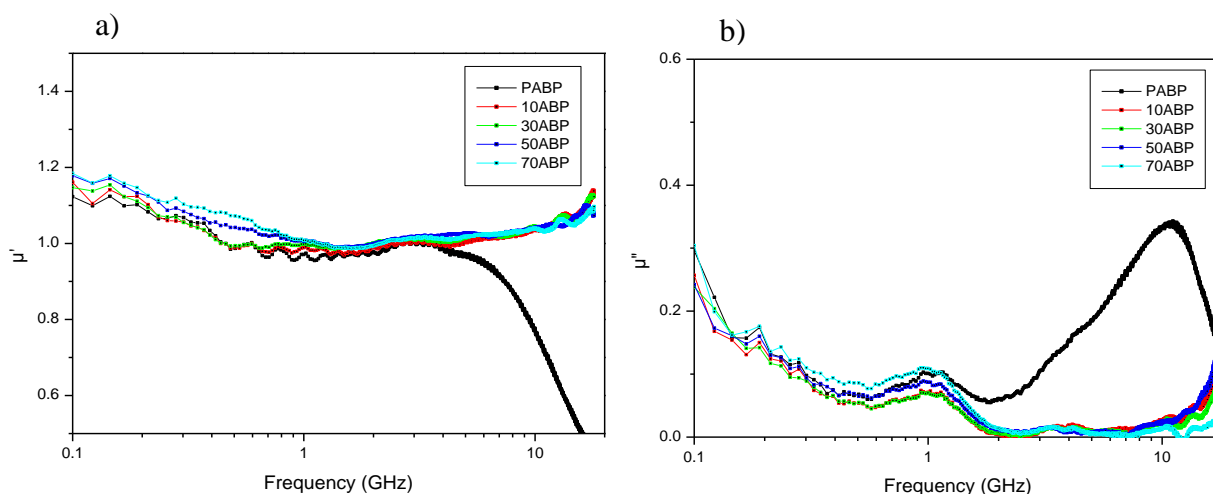 a)
1.4
1.2
1.0
0.8
0.6
µ'
0.1
1
10
Frequency (GHz)
PABP
10ABP
30ABP
50ABP
70ABP
b)
0.6
0.4
0.2
0.0
µ"
0.1
1
10
Frequency (GHz)
PABP
10ABP
30ABP
50ABP
70ABP